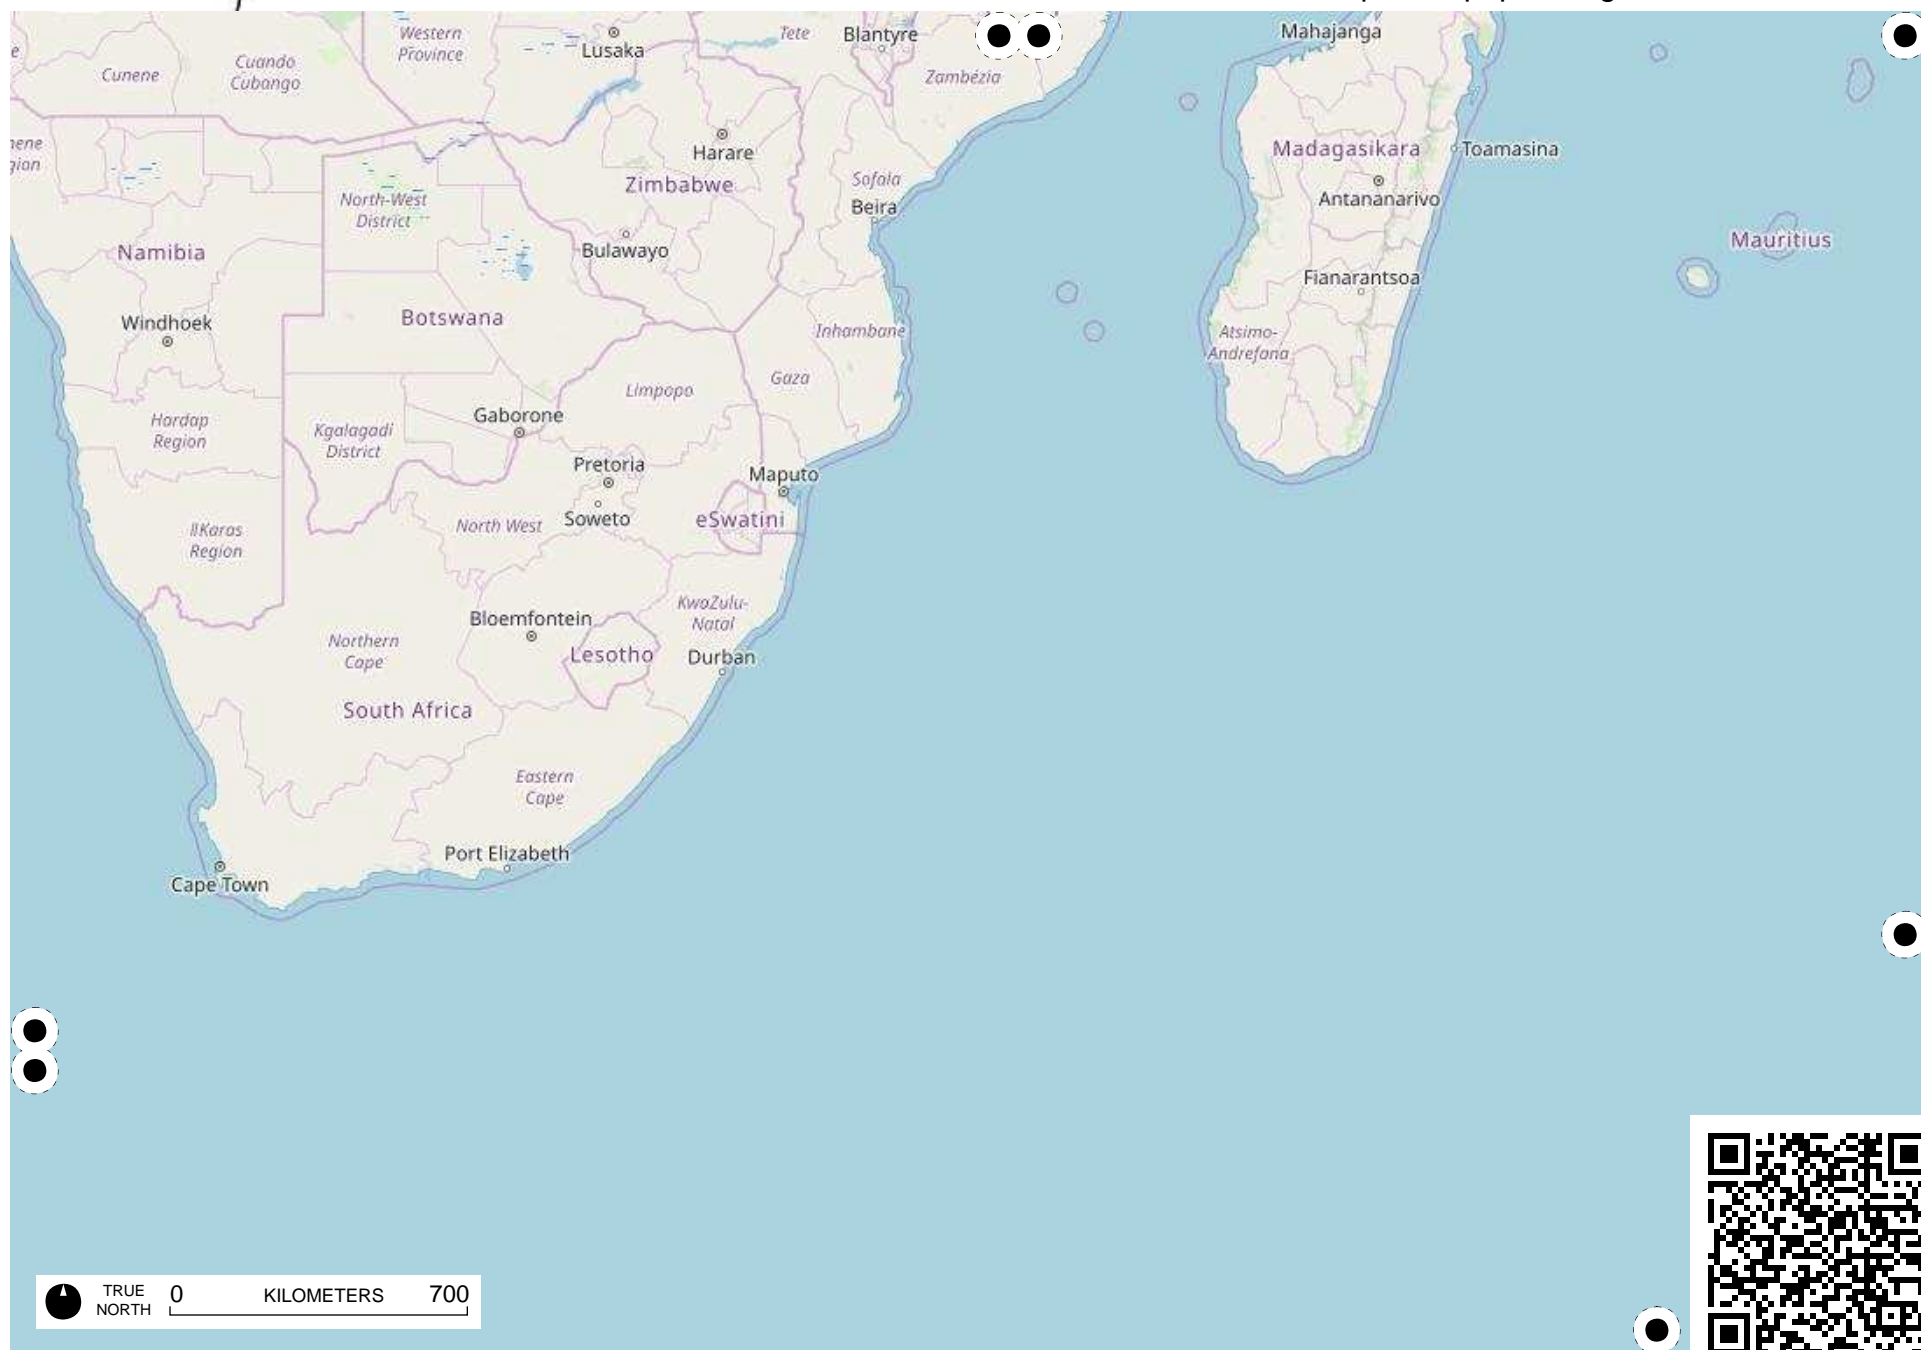 Mahajanga
Western
Province
Tete
Blantyre
Lusaka
Cunene
Cuando
Cubango
Zambézia
Harare
Madagasikara
Toamasina
Zimbabwe
Sofala
Antananarivo
North-West
District
Beira
Mauritius
Namibia
Bulawayo
Fianarantsoa
Windhoek
Botswana
Inhambane
Atsimo-
Andrefana
Gaza
Limpopo
Hardap
Region
Kgalagadi
District
Gaborone
Pretoria
Maputo
North West
Soweto
eSwatini
ǁKaras
Region
KwaZulu-
Natal
Bloemfontein
Northern
Cape
Lesotho
Durban
South Africa
Eastern
Cape
Port Elizabeth
Cape Town
TRUE
NORTH
0 KILOMETERS 700